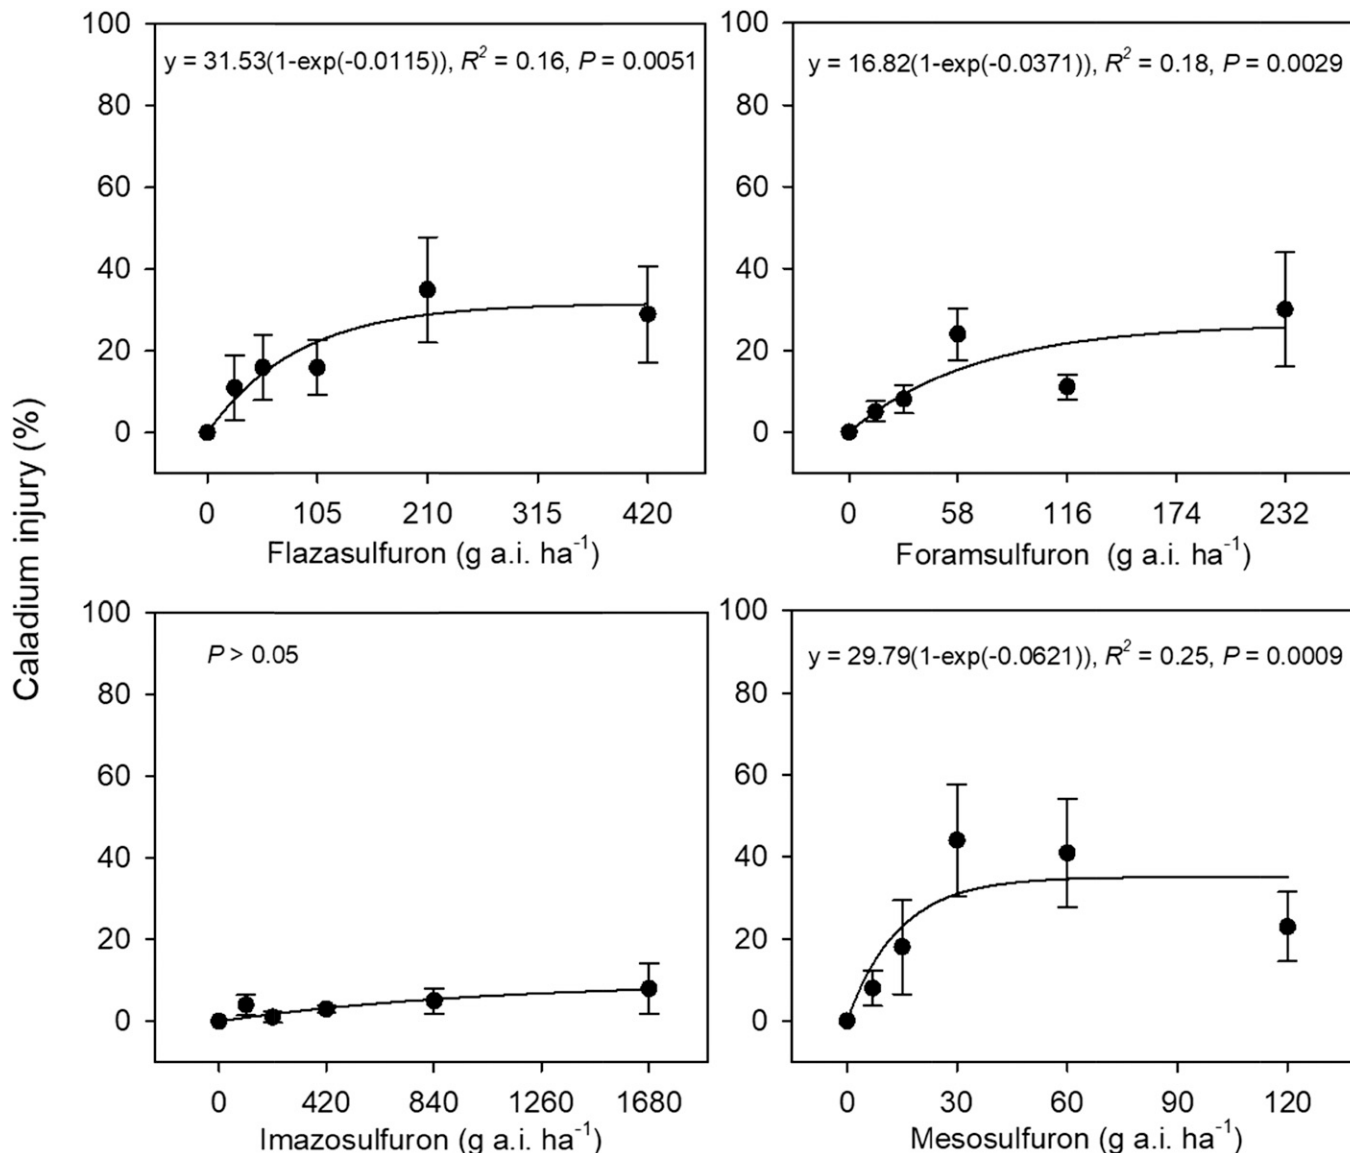 Caladium injury (%)
y = 31.53(1-exp(-0.0115)), R² = 0.16, P = 0.0051
100
80
60
40
20
0
0 105 210 315 420
Flazasulfuron (g a.i. ha⁻¹)
y = 16.82(1-exp(-0.0371)), R² = 0.18, P = 0.0029
100
80
60
40
20
0
0 58 116 174 232
Foramsulfuron (g a.i. ha⁻¹)
P > 0.05
100
80
60
40
20
0
0 420 840 1260 1680
Imazosulfuron (g a.i. ha⁻¹)
y = 29.79(1-exp(-0.0621)), R² = 0.25, P = 0.0009
100
80
60
40
20
0
0 30 60 90 120
Mesosulfuron (g a.i. ha⁻¹)